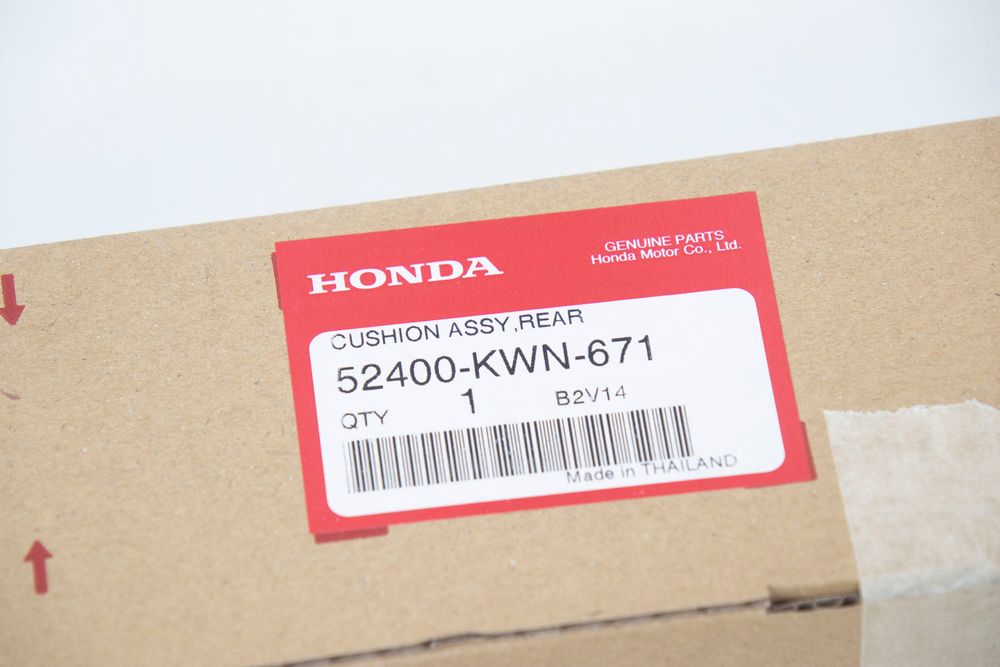 HONDA
GENUINE PARTS
Honda Motor Co., Ltd.
CUSHION ASSY,REAR
52400-KWN-671
QTY 1 B2V14
Made in THAILAND